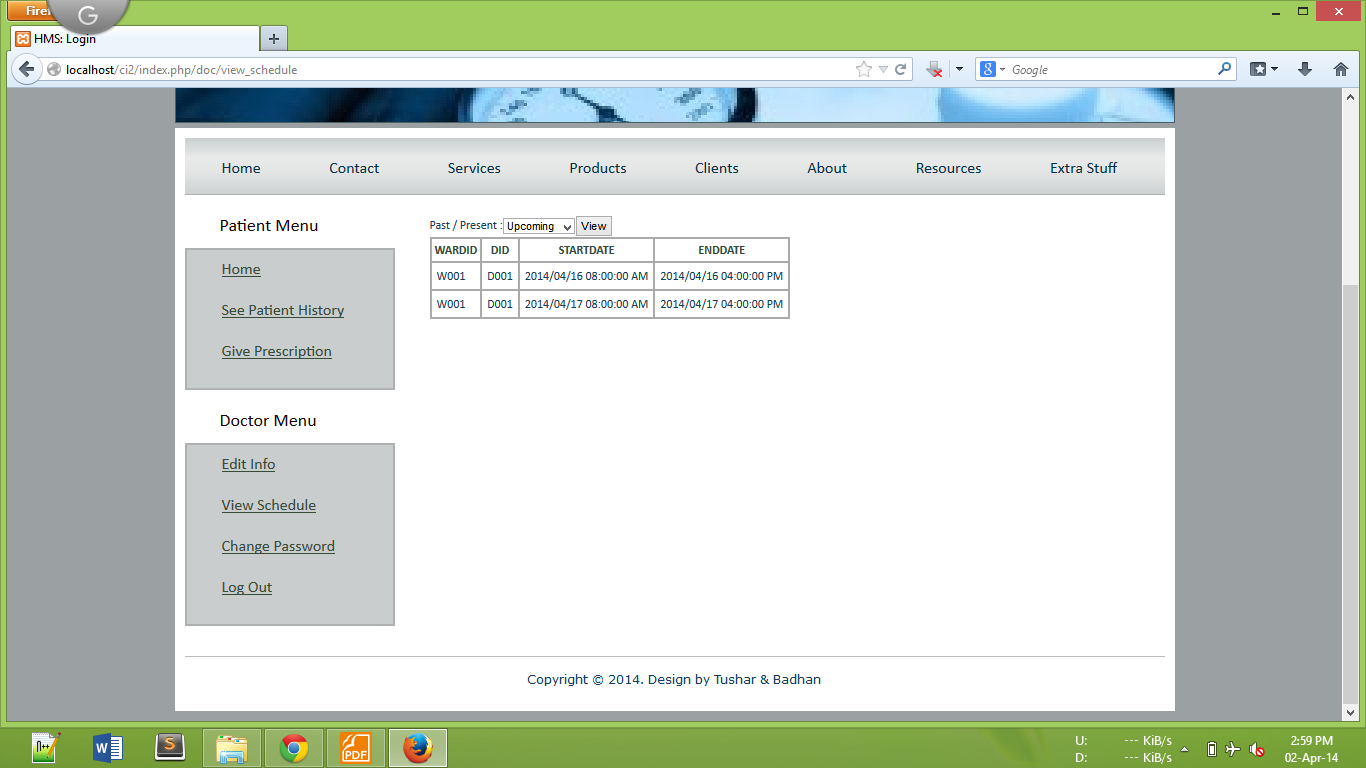 Firef
G
HMS: Login
localhost/ci2/index.php/doc/view_schedule
Google
Home Contact Services Products Clients About Resources Extra Stuff
Patient Menu
Home
See Patient History
Give Prescription
Doctor Menu
Edit Info
View Schedule
Change Password
Log Out
Past / Present : Upcoming View
WARDID DID STARTDATE ENDDATE
W001 D001 2014/04/16 08:00:00 AM 2014/04/16 04:00:00 PM
W001 D001 2014/04/17 08:00:00 AM 2014/04/17 04:00:00 PM
Copyright © 2014. Design by Tushar & Badhan
U: --- KiB/s
D: --- KiB/s
2:59 PM
02-Apr-14
PDF